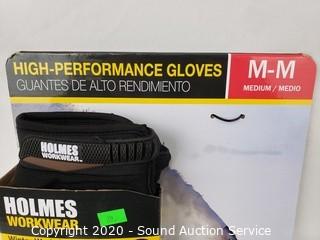 HIGH-PERFORMANCE GLOVES
GUANTES DE ALTO RENDIMIENTO
M-M
MEDIUM / MEDIO
HOLMES
WORKWEAR
HOLMES
WORKWEAR
Copyright 2020 - Sound Auction Service